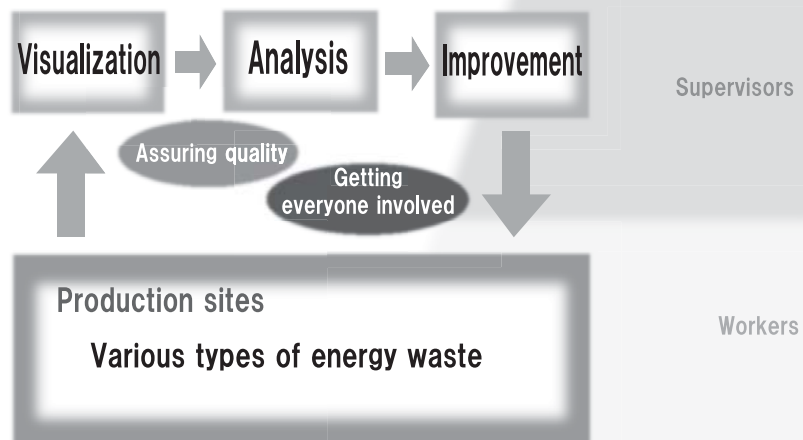 Visualization
Analysis
Improvement
Supervisors
Assuring quality
Getting
everyone involved
Production sites
Various types of energy waste
Workers